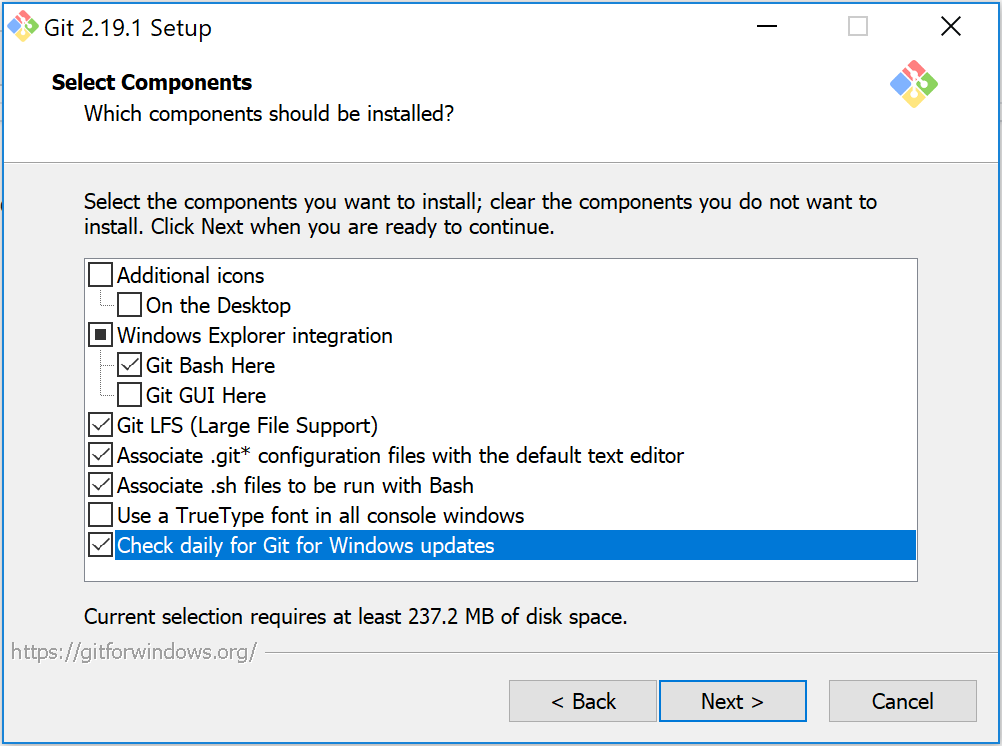 Git 2.19.1 Setup
Select Components
Which components should be installed?
Select the components you want to install; clear the components you do not want to
install. Click Next when you are ready to continue.
Additional icons
On the Desktop
Windows Explorer integration
Git Bash Here
Git GUI Here
Git LFS (Large File Support)
Associate .git* configuration files with the default text editor
Associate .sh files to be run with Bash
Use a TrueType font in all console windows
Check daily for Git for Windows updates
Current selection requires at least 237.2 MB of disk space.
https://gitforwindows.org/
< Back
Next >
Cancel